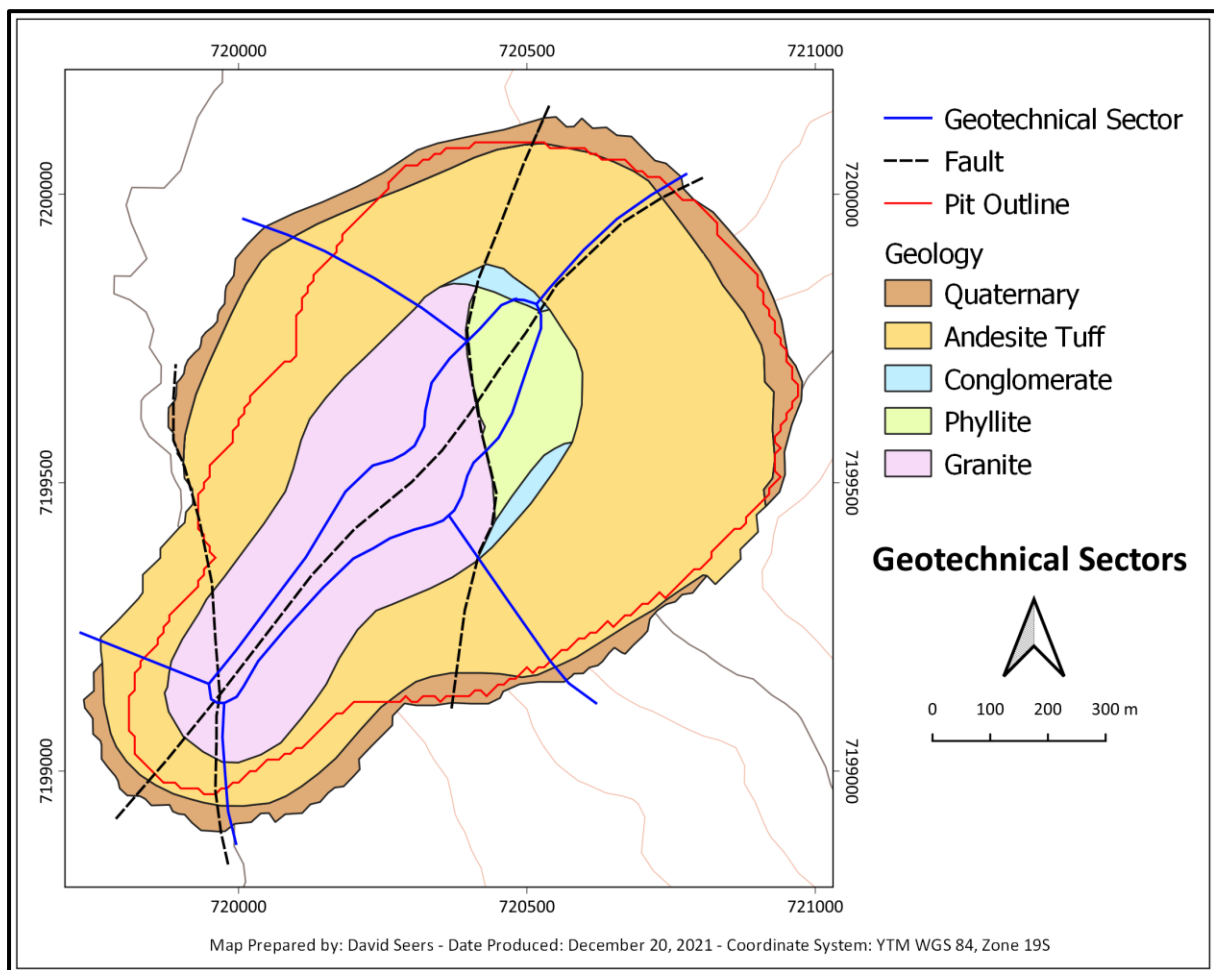 720000
720500
721000
7200000
7199500
7199000
7200000
7199500
7199000
720000
720500
721000
Geotechnical Sector
Fault
Pit Outline
Geology
Quaternary
Andesite Tuff
Conglomerate
Phyllite
Granite
Geotechnical Sectors
0 100 200 300 m
Map Prepared by: David Seers - Date Produced: December 20, 2021 - Coordinate System: YTM WGS 84, Zone 19S